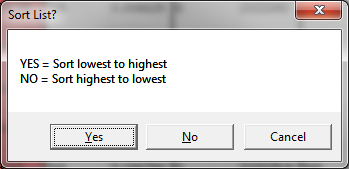 Sort List?
YES = Sort lowest to highest
NO = Sort highest to lowest
Yes
No
Cancel